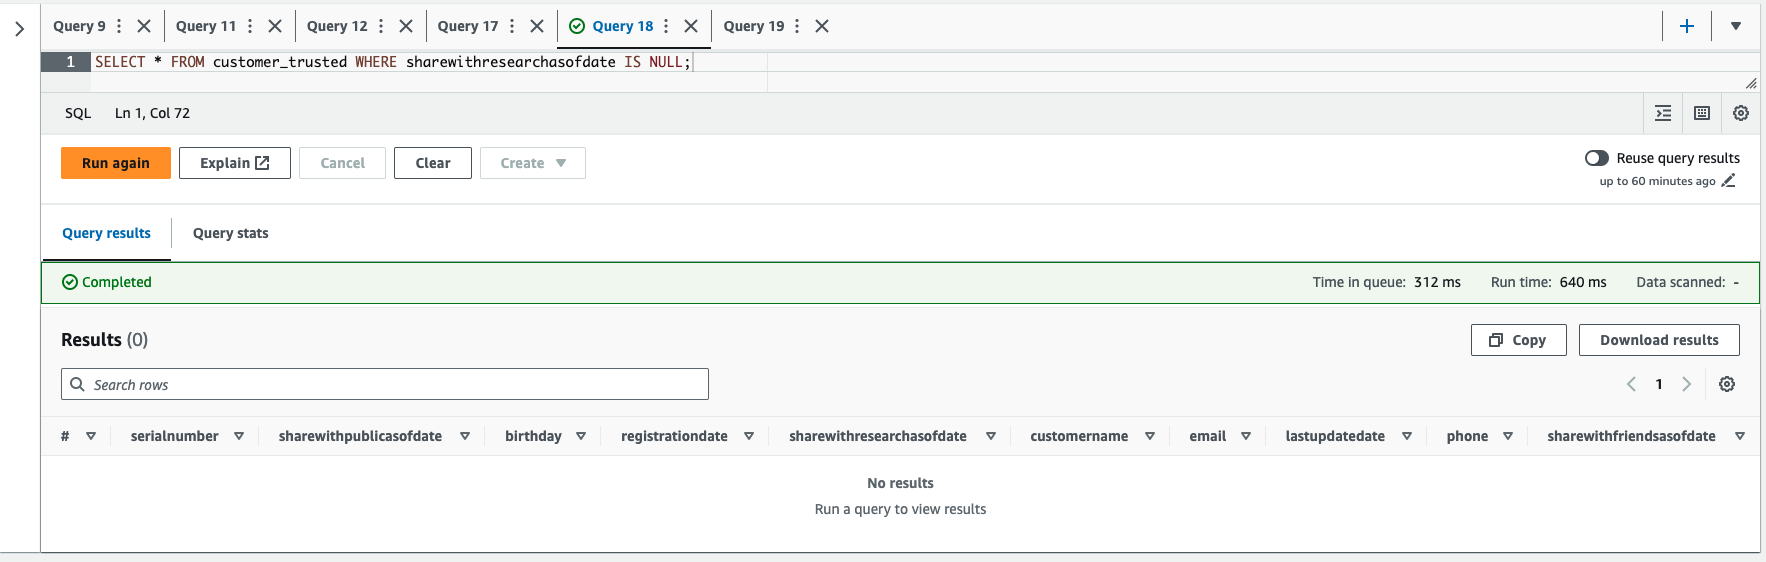 Query 9 Query 11 Query 12 Query 17 Query 18 Query 19
1 SELECT * FROM customer_trusted WHERE sharewithresearchasofdate IS NULL;
SQL Ln 1, Col 72
Run again Explain Cancel Clear Create Reuse query results
up to 60 minutes ago
Query results Query stats
Completed Time in queue: 312 ms Run time: 640 ms Data scanned: -
Results (0) Copy Download results
Search rows 1
# serialnumber sharewithpublicasofdate birthday registrationdate sharewithresearchasofdate customername email lastupdatedate phone sharewithfriendsasofdate
No results
Run a query to view results